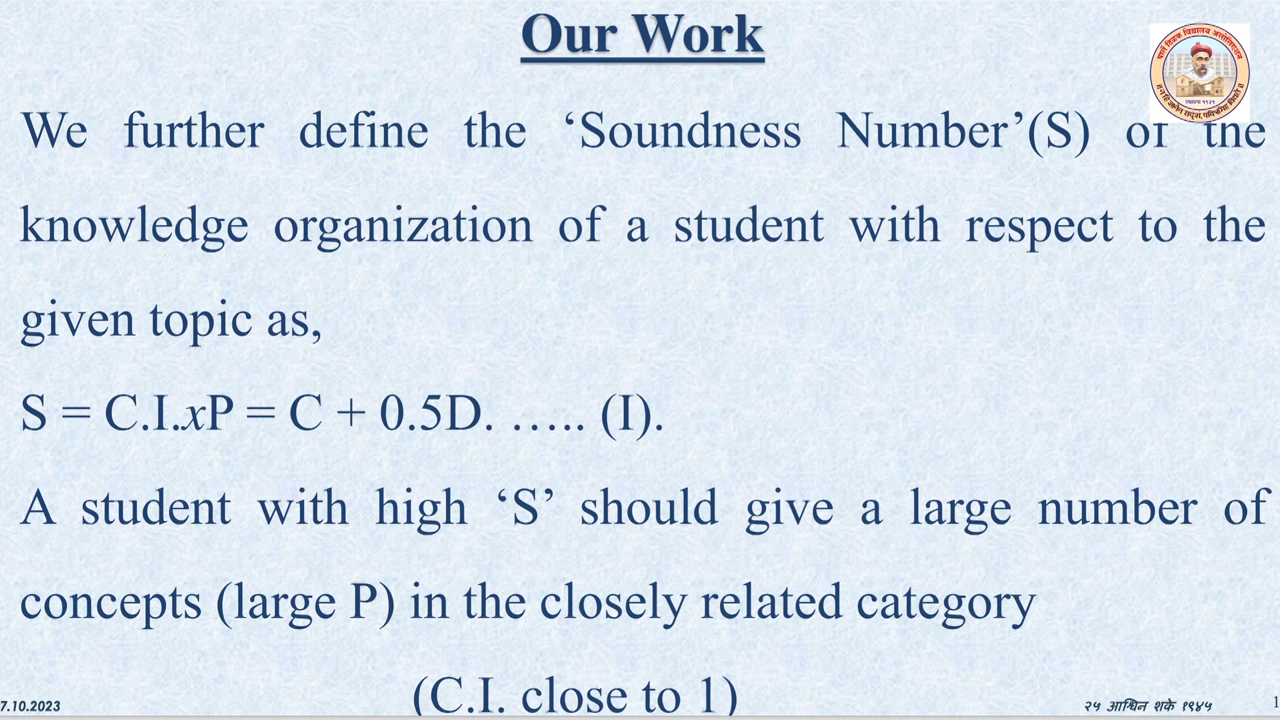 Our Work
We further define the ‘Soundness Number’(S) of the
knowledge organization of a student with respect to the
given topic as,
S = C.I.xP = C + 0.5D. ….. (I).
A student with high ‘S’ should give a large number of
concepts (large P) in the closely related category
(C.I. close to 1)
7.10.2023
२५ आश्विन शके १९४५
1